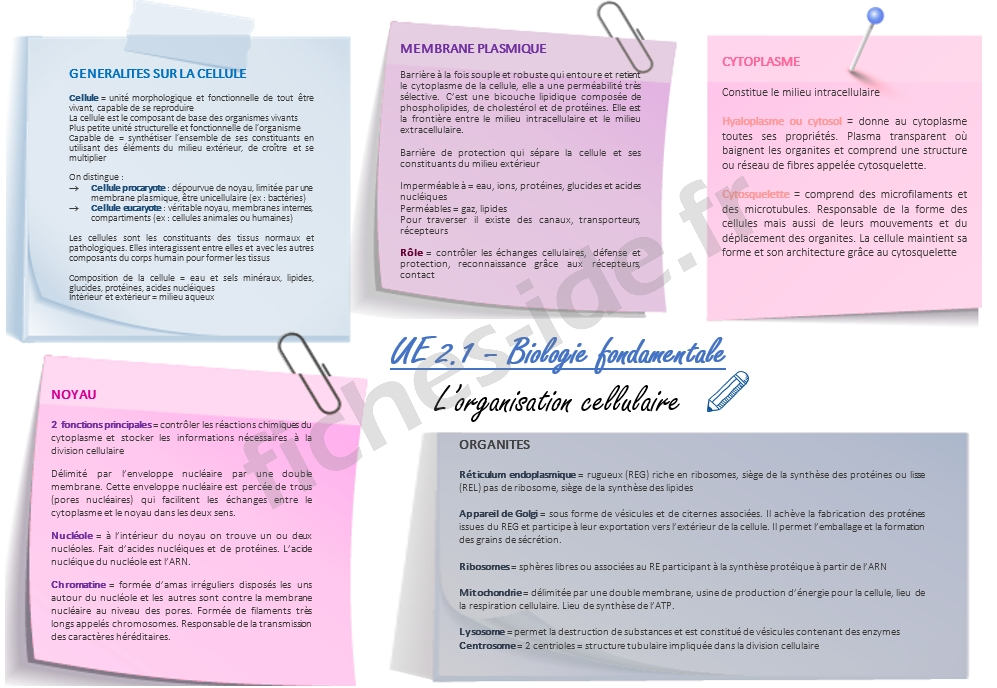 GENERALITES SUR LA CELLULE
Cellule = unité morphologique et fonctionnelle de tout être
vivant, capable de se reproduire
La cellule est le composant de base des organismes vivants
Plus petite unité structurelle et fonctionnelle de l'organisme
Capable de = synthétiser l'ensemble de ses constituants en
utilisant des éléments du milieu extérieur, de croître et se
multiplier
On distingue :
→ Cellule procaryote : dépourvue de noyau, limitée par une
membrane plasmique, être unicellulaire (ex : bactéries)
→ Cellule eucaryote : véritable noyau, membranes internes,
compartiments (ex : cellules animales ou humaines)
Les cellules sont les constituants des tissus normaux et
pathologiques. Elles interagissent entre elles et avec les autres
composants du corps humain pour former les tissus
Composition de la cellule = eau et sels minéraux, lipides,
glucides, protéines, acides nucléiques
Intérieur et extérieur = milieu aqueux
MEMBRANE PLASMIQUE
Barrière à la fois souple et robuste qui entoure et retient
le cytoplasme de la cellule, elle a une perméabilité très
sélective. C'est une bicouche lipidique composée de
phospholipides, de cholestérol et de protéines. Elle est
la frontière entre le milieu intracellulaire et le milieu
extracellulaire.
Barrière de protection qui sépare la cellule et ses
constituants du milieu extérieur
Imperméable à = eau, ions, protéines, glucides et acides
nucléiques
Perméables = gaz, lipides
Pour traverser il existe des canaux, transporteurs,
récepteurs
Rôle = contrôler les échanges cellulaires, défense et
protection, reconnaissance grâce aux récepteurs,
contact
CYTOPLASME
Constitue le milieu intracellulaire
Hyaloplasme ou cytosol = donne au cytoplasme
toutes ses propriétés. Plasma transparent où
baignent les organites et comprend une structure
ou réseau de fibres appelée cytosquelette.
Cytosquelette = comprend des microfilaments et
des microtubules. Responsable de la forme des
cellules mais aussi de leurs mouvements et du
déplacement des organites. La cellule maintient sa
forme et son architecture grâce au cytosquelette
UE 2.1 – Biologie fondamentale
L'organisation cellulaire
NOYAU
2 fonctions principales = contrôler les réactions chimiques du
cytoplasme et stocker les informations nécessaires à la
division cellulaire
Délimité par l'enveloppe nucléaire par une double
membrane. Cette enveloppe nucléaire est percée de trous
(pores nucléaires) qui facilitent les échanges entre le
cytoplasme et le noyau dans les deux sens.
Nucléole = à l'intérieur du noyau on trouve un ou deux
nucléoles. Fait d'acides nucléiques et de protéines. L'acide
nucléique du nucléole est l'ARN.
Chromatine = formée d'amas irréguliers disposés les uns
autour du nucléole et les autres sont contre la membrane
nucléaire au niveau des pores. Formée de filaments très
longs appelés chromosomes. Responsable de la transmission
des caractères héréditaires.
ORGANITES
Réticulum endoplasmique = rugueux (REG) riche en ribosomes, siège de la synthèse des protéines ou lisse
(REL) pas de ribosome, siège de la synthèse des lipides
Appareil de Golgi = sous forme de vésicules et de citernes associées. Il achève la fabrication des protéines
issues du REG et participe à leur exportation vers l'extérieur de la cellule. Il permet l'emballage et la formation
des grains de sécrétion.
Ribosomes = sphères libres ou associées au RE participant à la synthèse protéique à partir de l'ARN
Mitochondrie = délimitée par une double membrane, usine de production d'énergie pour la cellule, lieu de
la respiration cellulaire. Lieu de synthèse de l'ATP.
Lysosome = permet la destruction de substances et est constitué de vésicules contenant des enzymes
Centrosome = 2 centrioles = structure tubulaire impliquée dans la division cellulaire
fiches-ide.fr